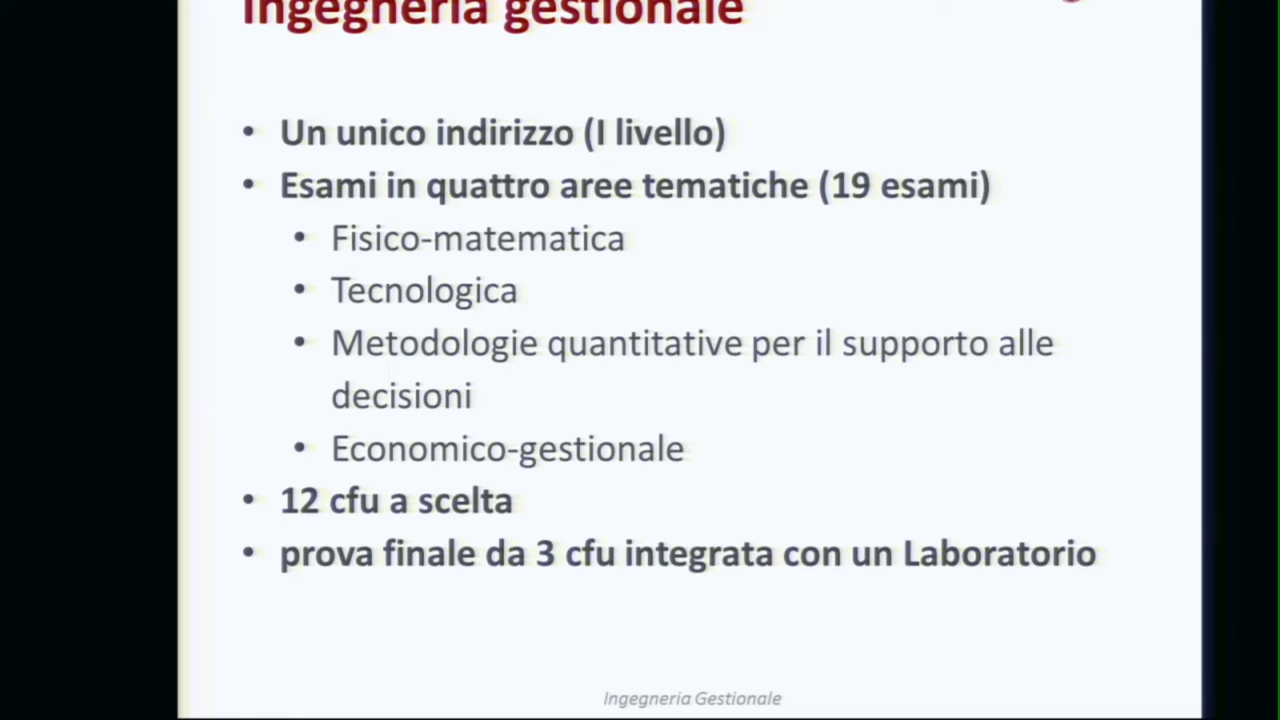 Ingegneria gestionale
• Un unico indirizzo (I livello)
• Esami in quattro aree tematiche (19 esami)
• Fisico-matematica
• Tecnologica
• Metodologie quantitative per il supporto alle
decisioni
• Economico-gestionale
• 12 cfu a scelta
• prova finale da 3 cfu integrata con un Laboratorio
Ingegneria Gestionale